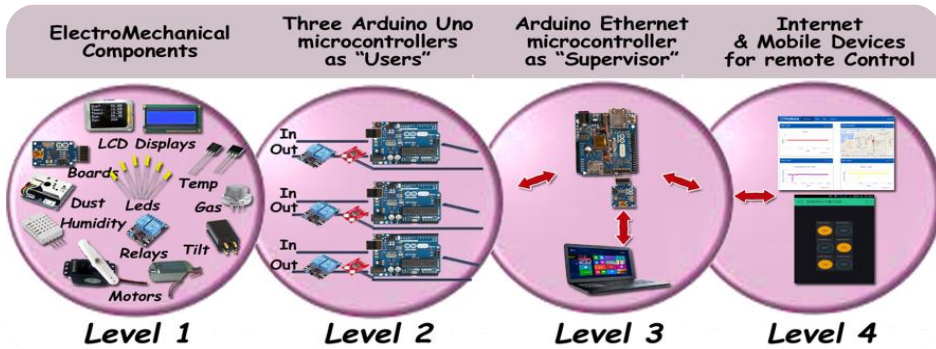 ElectroMechanical
Components
Three Arduino Uno
microcontrollers
as “Users”
Arduino Ethernet
microcontroller
as “Supervisor”
Internet
& Mobile Devices
for remote Control
LCD Displays
Board
Temp
Dust
Leds
Gas
Humidity
Relays
Tilt
Motors
In
Out
In
Out
In
Out
Level 1
Level 2
Level 3
Level 4